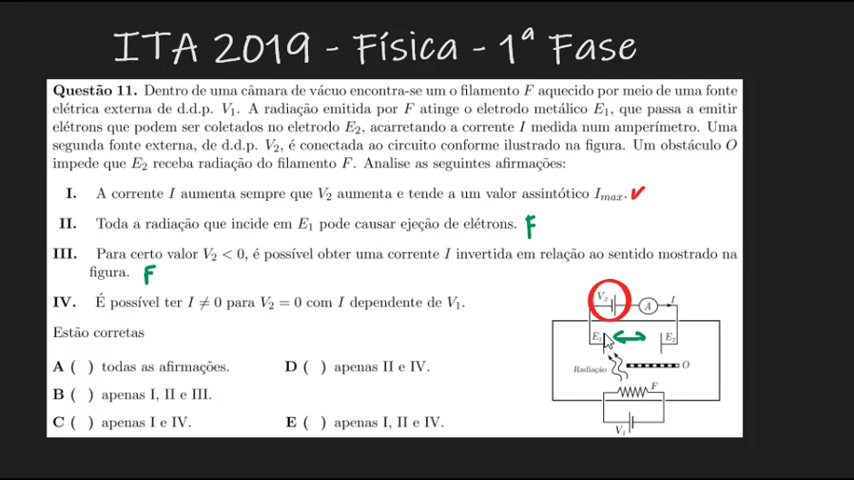 ITA 2019 - Física - 1ª Fase
Questão 11. Dentro de uma câmara de vácuo encontra-se um o filamento F aquecido por meio de uma fonte
elétrica externa de d.d.p. V₁. A radiação emitida por F atinge o eletrodo metálico E₁, que passa a emitir
elétrons que podem ser coletados no eletrodo E₂, acarretando a corrente I medida num amperímetro. Uma
segunda fonte externa, de d.d.p. V₂, é conectada ao circuito conforme ilustrado na figura. Um obstáculo O
impede que E₂ receba radiação do filamento F. Analise as seguintes afirmações:
I. A corrente I aumenta sempre que V₂ aumenta e tende a um valor assintótico Iₘₐₓ. ✓
II. Toda a radiação que incide em E₁ pode causar ejeção de elétrons. F
III. Para certo valor V₂ < 0, é possível obter uma corrente I invertida em relação ao sentido mostrado na
figura. F
IV. É possível ter I ≠ 0 para V₂ = 0 com I dependente de V₁.
Estão corretas
A ( ) todas as afirmações.
B ( ) apenas I, II e III.
C ( ) apenas I e IV.
D ( ) apenas II e IV.
E ( ) apenas I, II e IV.
V₂ A I
E₁ E₂
Radiação O
F
V₁